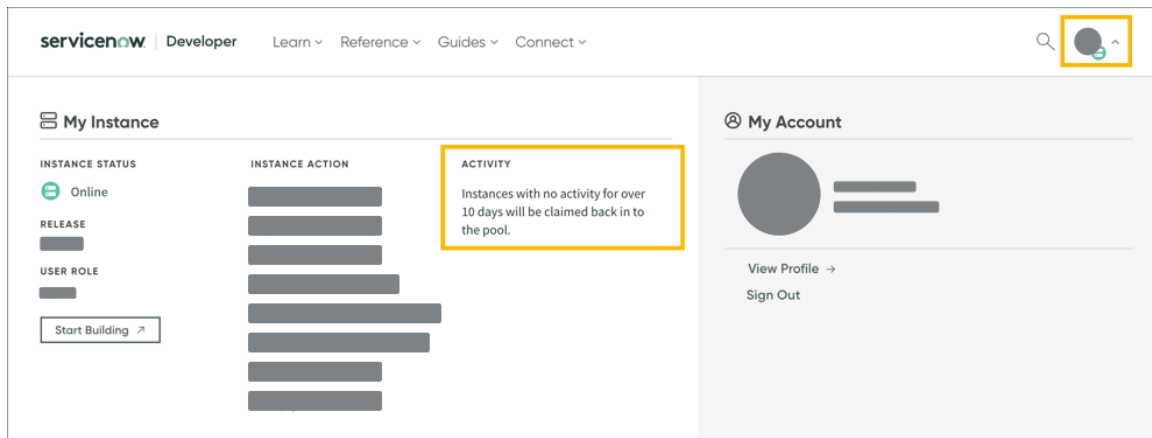 servicenow Developer Learn Reference Guides Connect
My Instance
INSTANCE STATUS
Online
RELEASE
USER ROLE
Start Building
INSTANCE ACTION
ACTIVITY
Instances with no activity for over
10 days will be claimed back in to
the pool.
My Account
View Profile →
Sign Out